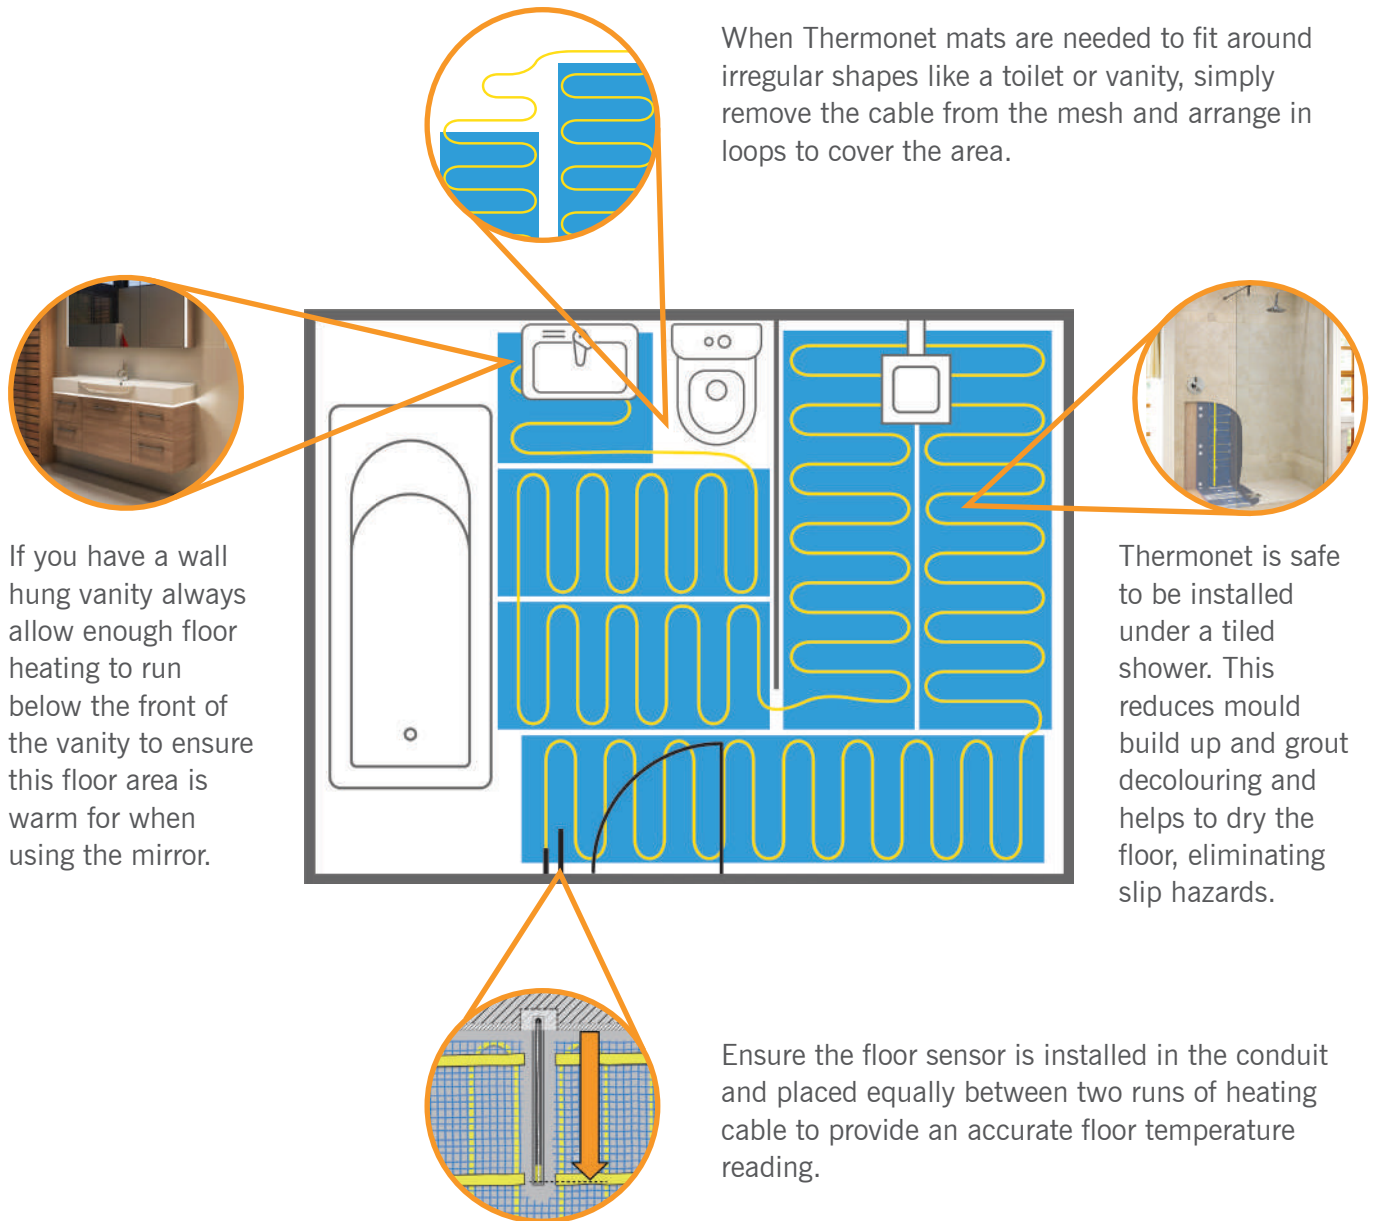 When Thermonet mats are needed to fit around
irregular shapes like a toilet or vanity, simply
remove the cable from the mesh and arrange in
loops to cover the area.
If you have a wall
hung vanity always
allow enough floor
heating to run
below the front of
the vanity to ensure
this floor area is
warm for when
using the mirror.
Thermonet is safe
to be installed
under a tiled
shower. This
reduces mould
build up and grout
decolouring and
helps to dry the
floor, eliminating
slip hazards.
Ensure the floor sensor is installed in the conduit
and placed equally between two runs of heating
cable to provide an accurate floor temperature
reading.